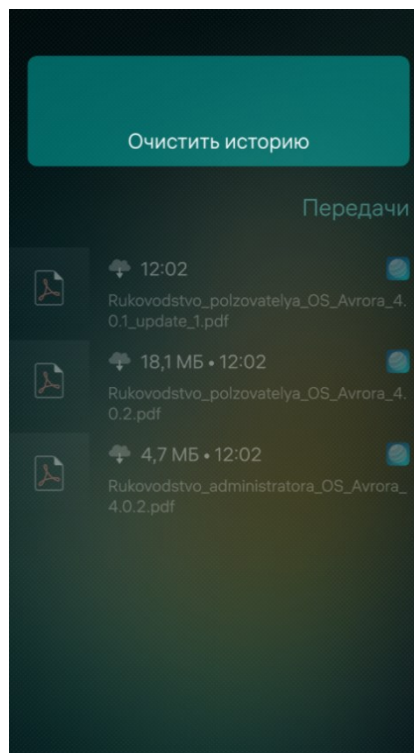 Очистить историю
Передачи
12:02
Rukovodstvo_polzovatelya_OS_Avrora_4.
0.1_update_1.pdf
18,1 МБ • 12:02
Rukovodstvo_polzovatelya_OS_Avrora_4.
0.2.pdf
4,7 МБ • 12:02
Rukovodstvo_administratora_OS_Avrora_
4.0.2.pdf